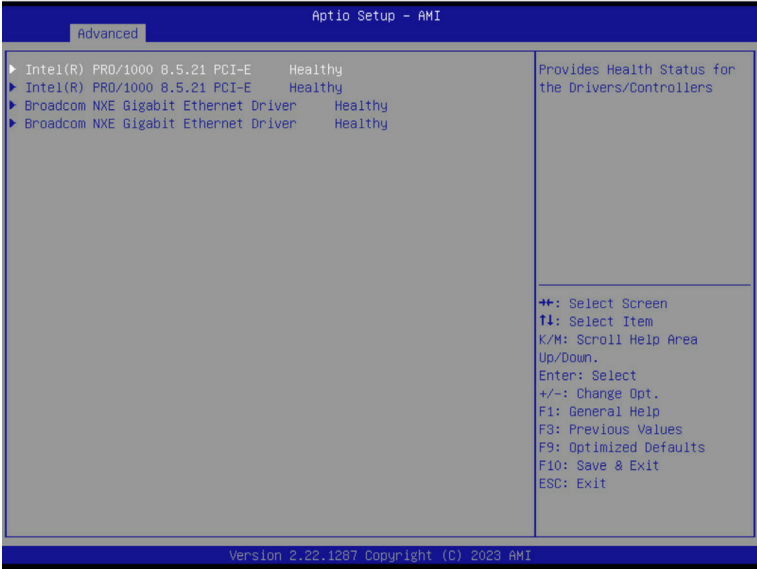 Aptio Setup – AMI
Advanced
▶ Intel(R) PRO/1000 8.5.21 PCI-E Healthy
▶ Intel(R) PRO/1000 8.5.21 PCI-E Healthy
▶ Broadcom NXE Gigabit Ethernet Driver Healthy
▶ Broadcom NXE Gigabit Ethernet Driver Healthy
Provides Health Status for
the Drivers/Controllers
→←: Select Screen
↑↓: Select Item
K/M: Scroll Help Area
Up/Down.
Enter: Select
+/-: Change Opt.
F1: General Help
F3: Previous Values
F9: Optimized Defaults
F10: Save & Exit
ESC: Exit
Version 2.22.1287 Copyright (C) 2023 AMI